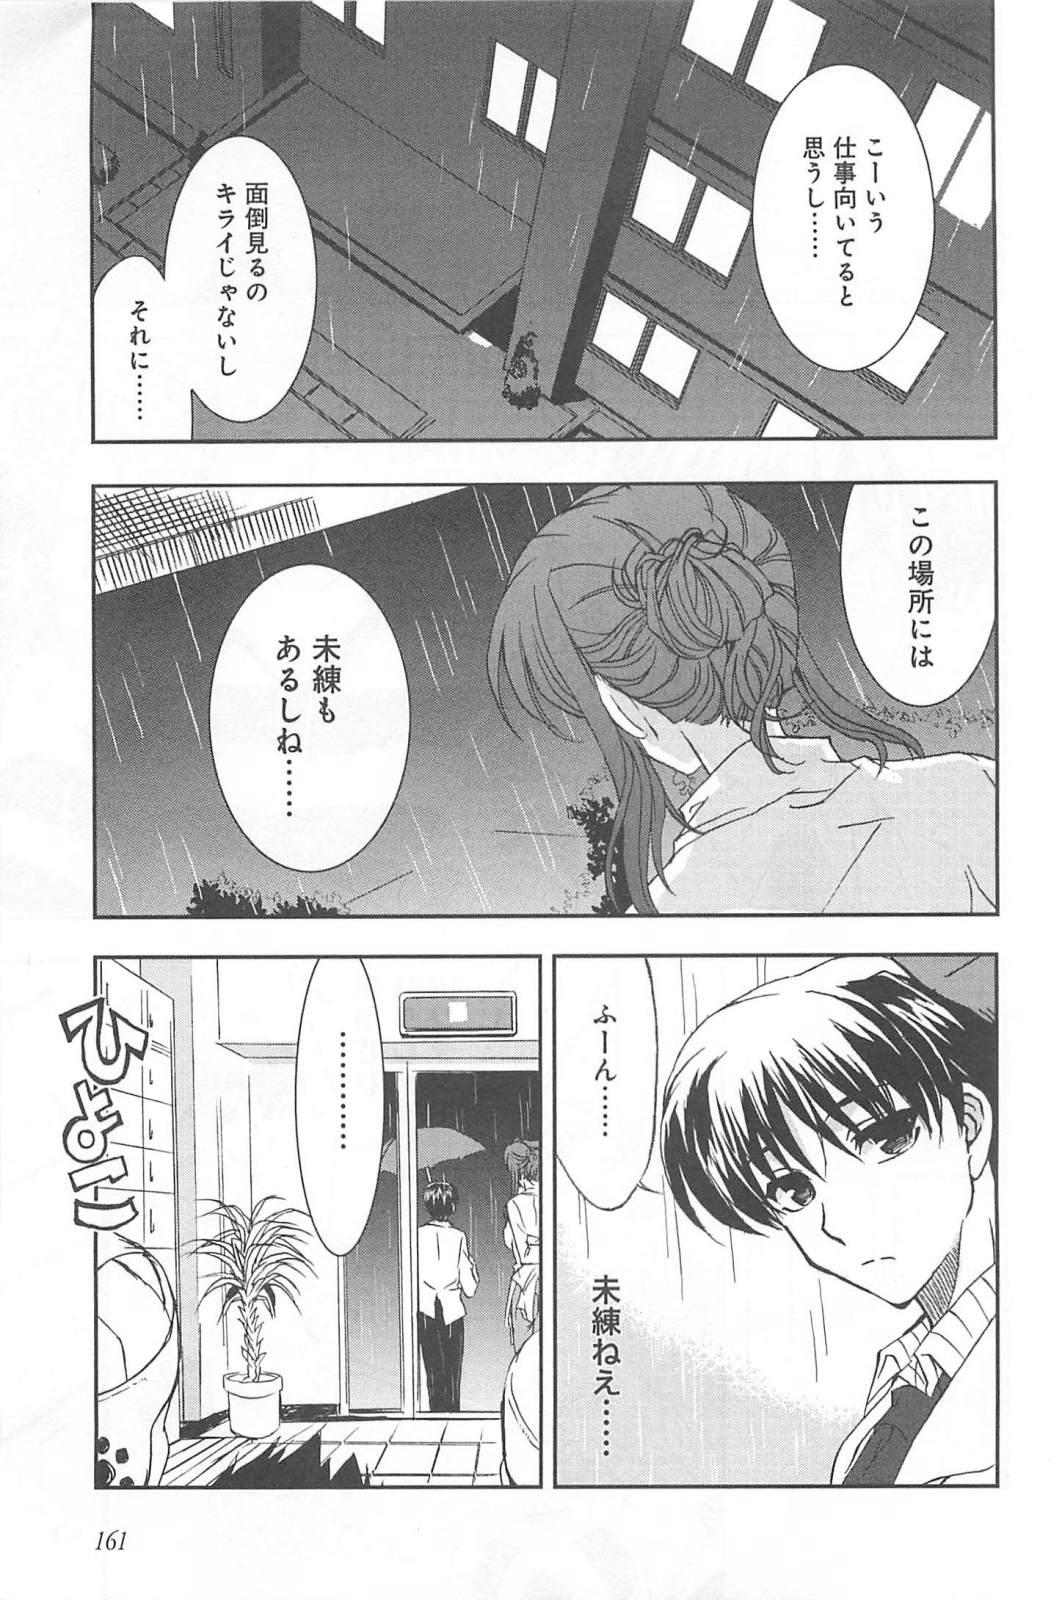 こーいう
仕事向いてると
思うし……
面倒見るの
キライじゃないし
それに……
この場所には
未練も
あるしね……
ふーん……
未練ねえ……
…………
ひょこ
161